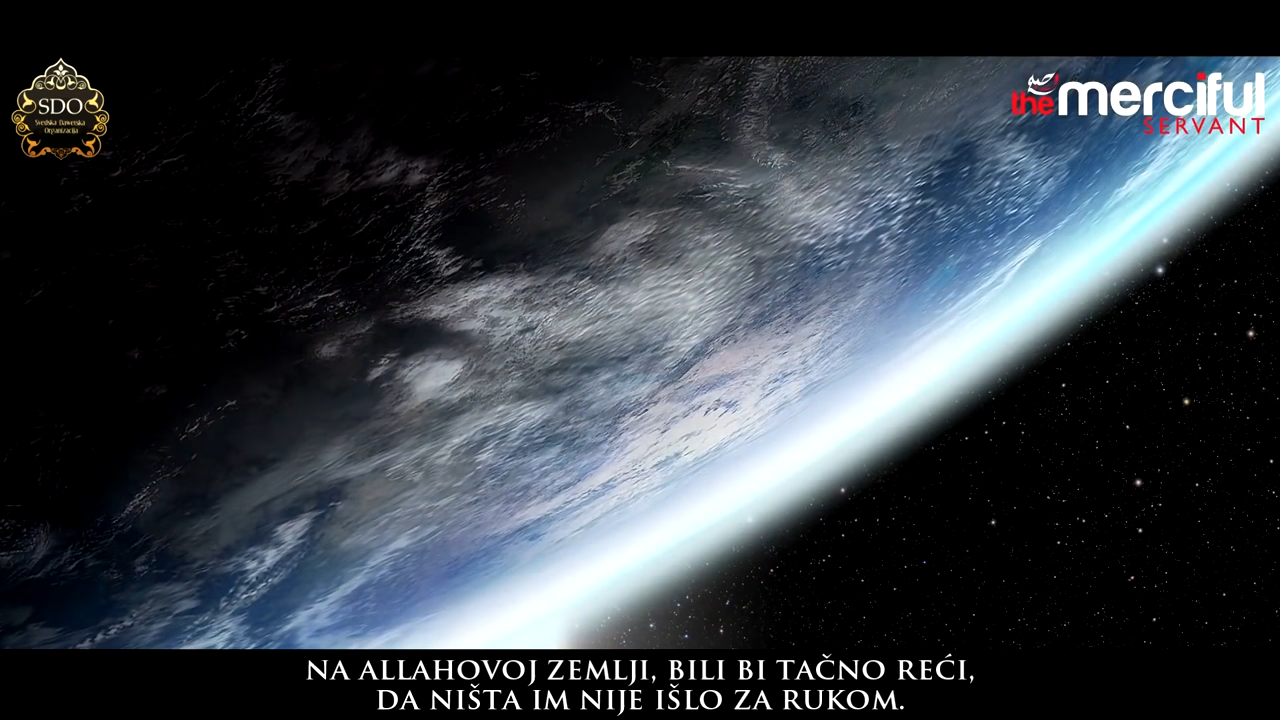 SDO
Svedska Dawetska
Organizacija
the merciful
SERVANT
NA ALLAHOVOJ ZEMLJI, BILI BI TAČNO REĆI,
DA NIŠTA IM NIJE IŠLO ZA RUKOM.